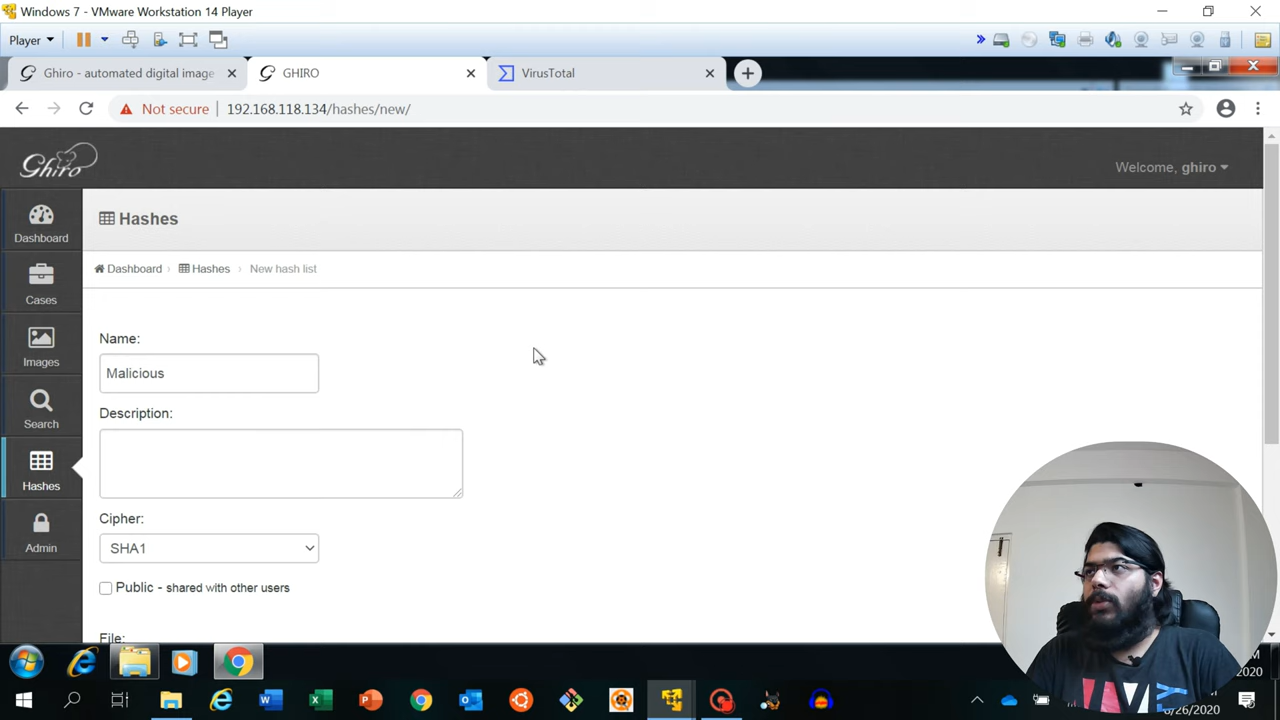 Windows 7 - VMware Workstation 14 Player
Player
»
Ghiro - automated digital image
GHIRO
VirusTotal
Not secure
192.168.118.134/hashes/new/
Ghiro
Welcome, ghiro
Dashboard
Cases
Images
Search
Hashes
Admin
Hashes
Dashboard › Hashes › New hash list
Name:
Malicious
Description:
Cipher:
SHA1
Public - shared with other users
File: